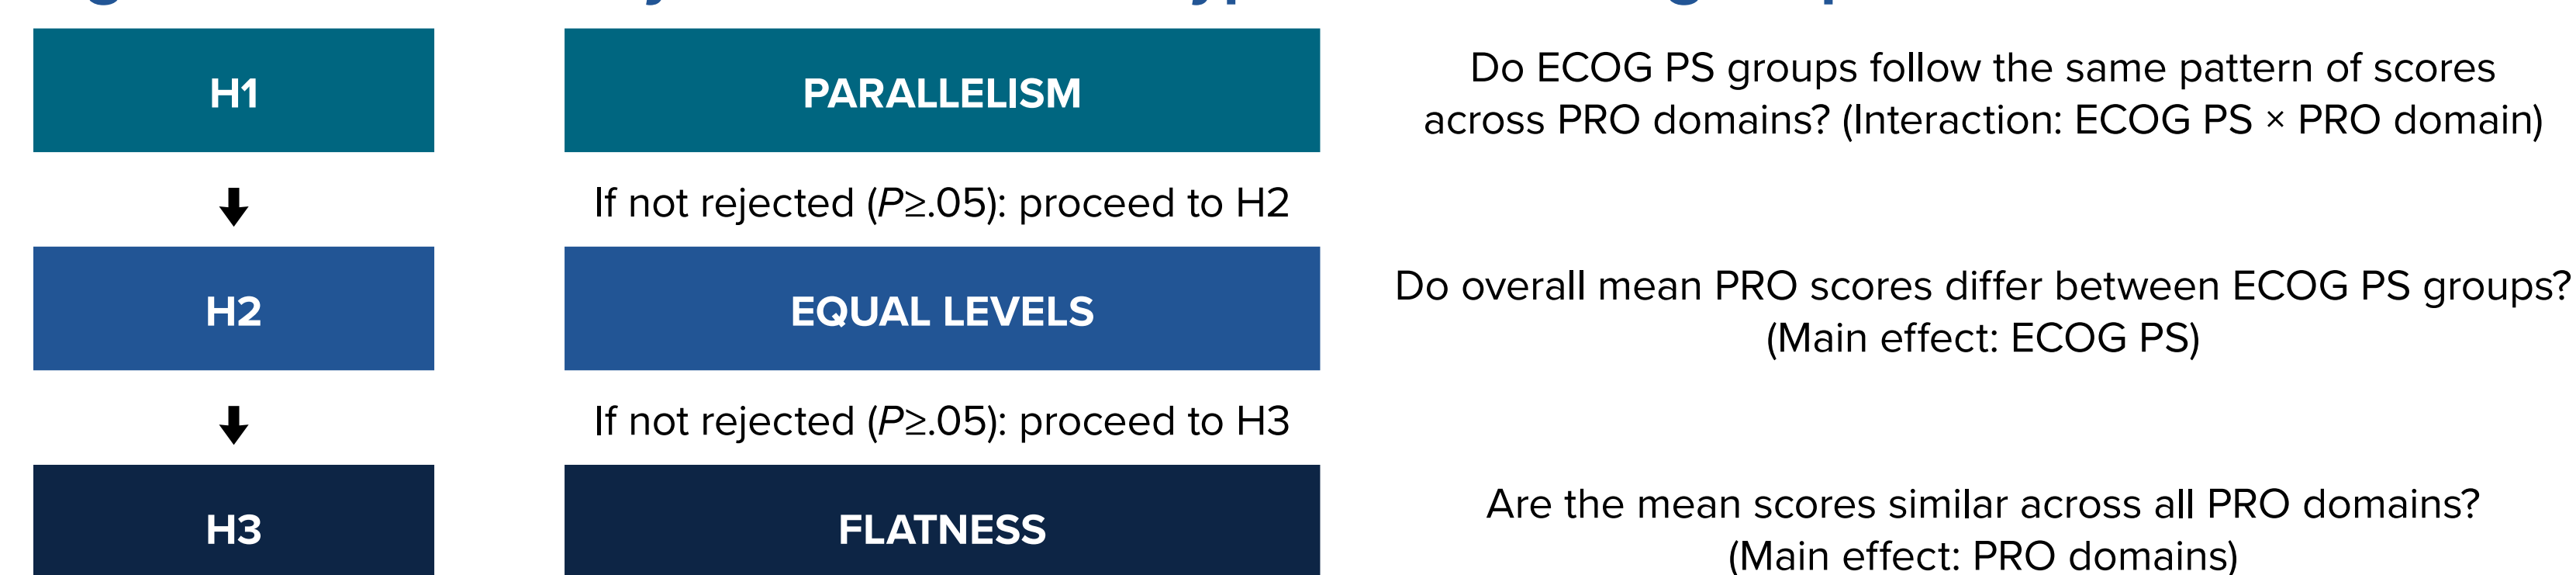 H1
PARALLELISM
Do ECOG PS groups follow the same pattern of scores
across PRO domains? (Interaction: ECOG PS × PRO domain)
If not rejected (P≥.05): proceed to H2
H2
EQUAL LEVELS
Do overall mean PRO scores differ between ECOG PS groups?
(Main effect: ECOG PS)
If not rejected (P≥.05): proceed to H3
H3
FLATNESS
Are the mean scores similar across all PRO domains?
(Main effect: PRO domains)